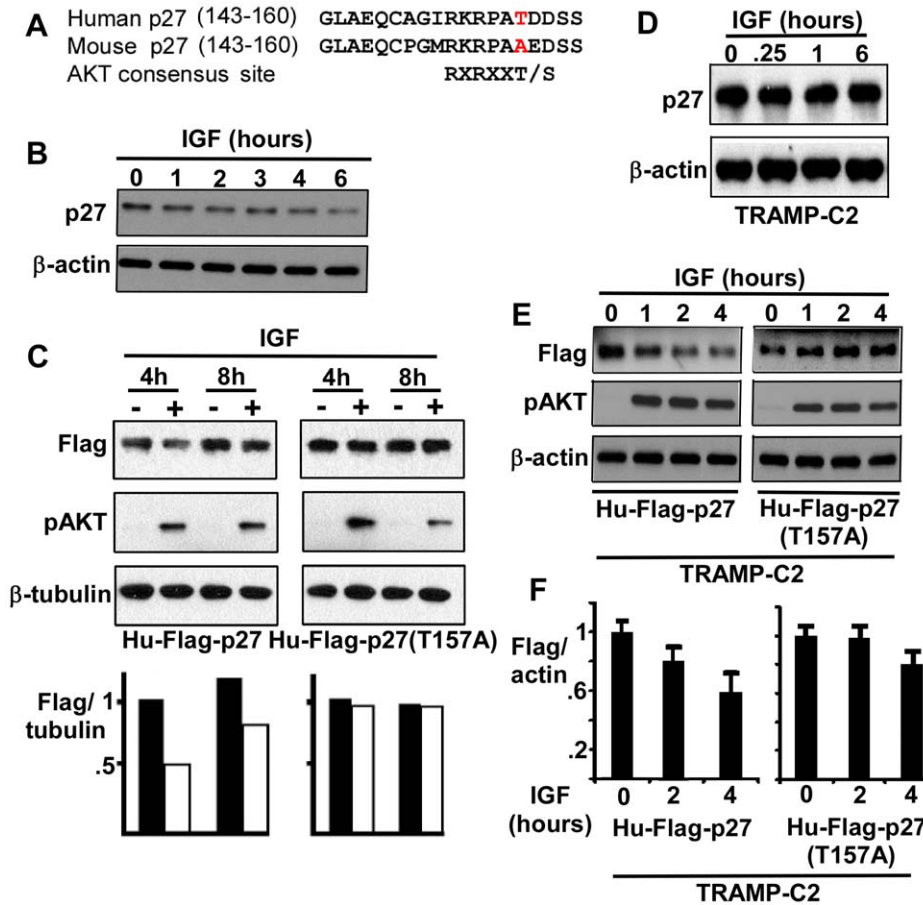 A
Human p27 (143-160) GLAEQCAGIRKRPATDDSS
Mouse p27 (143-160) GLAEQCPGMRKRPAAEDSS
AKT consensus site RXRXXT/S
B
IGF (hours)
0 1 2 3 4 6
p27
β-actin
C
IGF
4h 8h 4h 8h
- + - + - + - +
Flag
pAKT
β-tubulin
Hu-Flag-p27 Hu-Flag-p27(T157A)
Flag/
tubulin
1
.5
D
IGF (hours)
0 .25 1 6
p27
β-actin
TRAMP-C2
E
IGF (hours)
0 1 2 4 0 1 2 4
Flag
pAKT
β-actin
Hu-Flag-p27 Hu-Flag-p27
(T157A)
TRAMP-C2
F
Flag/
actin
1
.6
.2
IGF
(hours)
0 2 4 0 2 4
Hu-Flag-p27 Hu-Flag-p27
(T157A)
TRAMP-C2